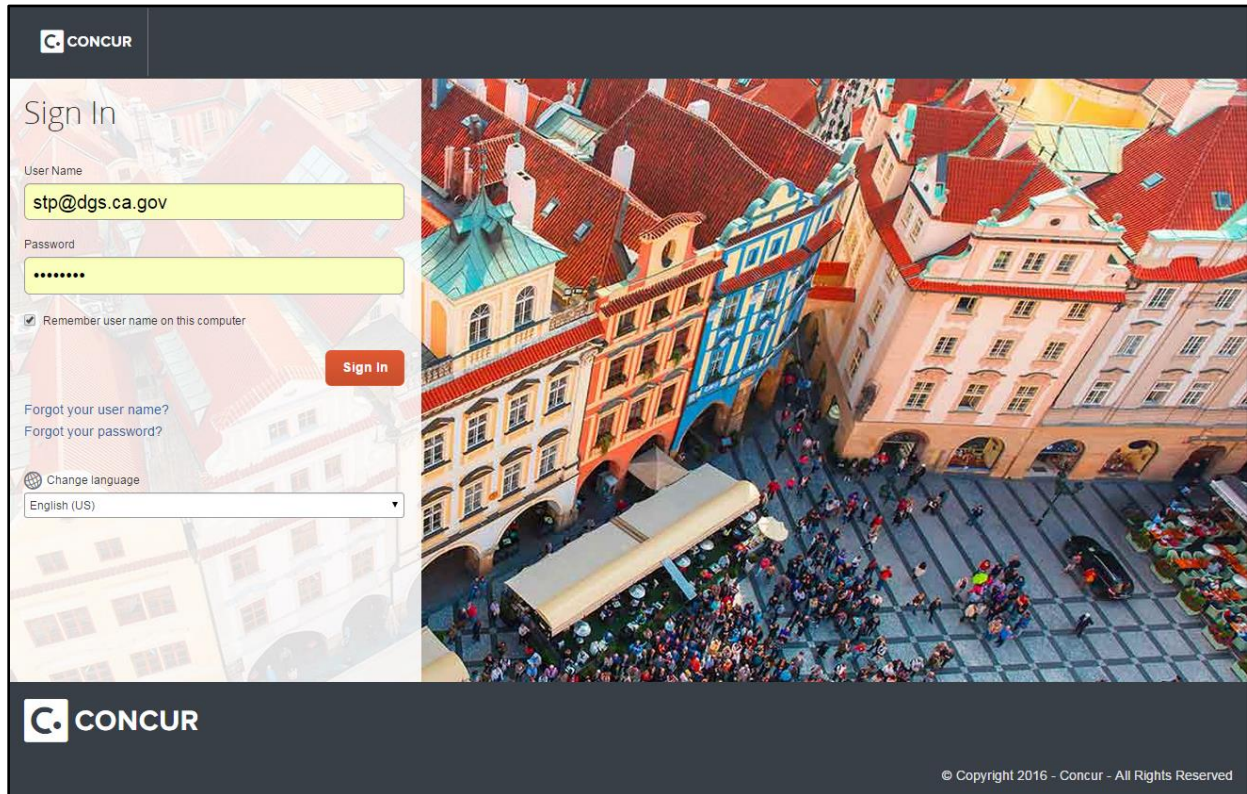 C. CONCUR
Sign In
User Name
stp@dgs.ca.gov
Password
••••••••
Remember user name on this computer
Sign In
Forgot your user name?
Forgot your password?
Change language
English (US)
C. CONCUR
© Copyright 2016 - Concur - All Rights Reserved